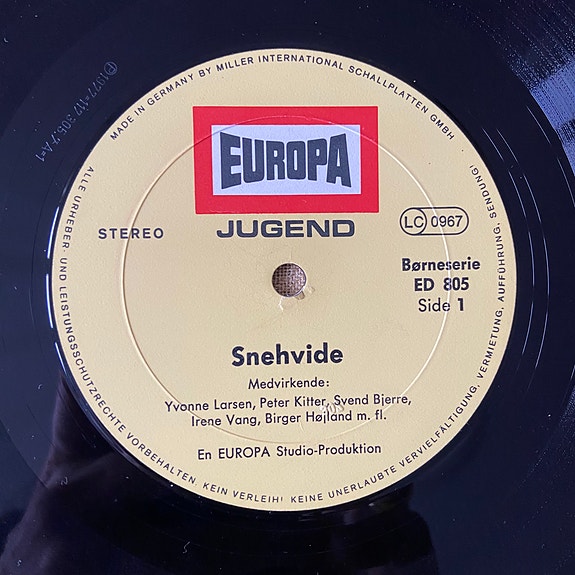 MADE IN GERMANY BY MILLER INTERNATIONAL SCHALLPLATTEN GMBH ·
EUROPA
JUGEND
STEREO
LC 0967
Børneserie
ED 805
Side 1
Snehvide
Medvirkende:
Yvonne Larsen, Peter Kitter, Svend Bjerre,
Irene Vang, Birger Højland m. fl.
En EUROPA Studio-Produktion
ALLE URHEBER- UND LEISTUNGSSCHUTZRECHTE VORBEHALTEN. KEIN VERLEIH! KEINE UNERLAUBTE VERVIELFÄLTIGUNG, VERMIETUNG, AUFFÜHRUNG, SENDUNG!